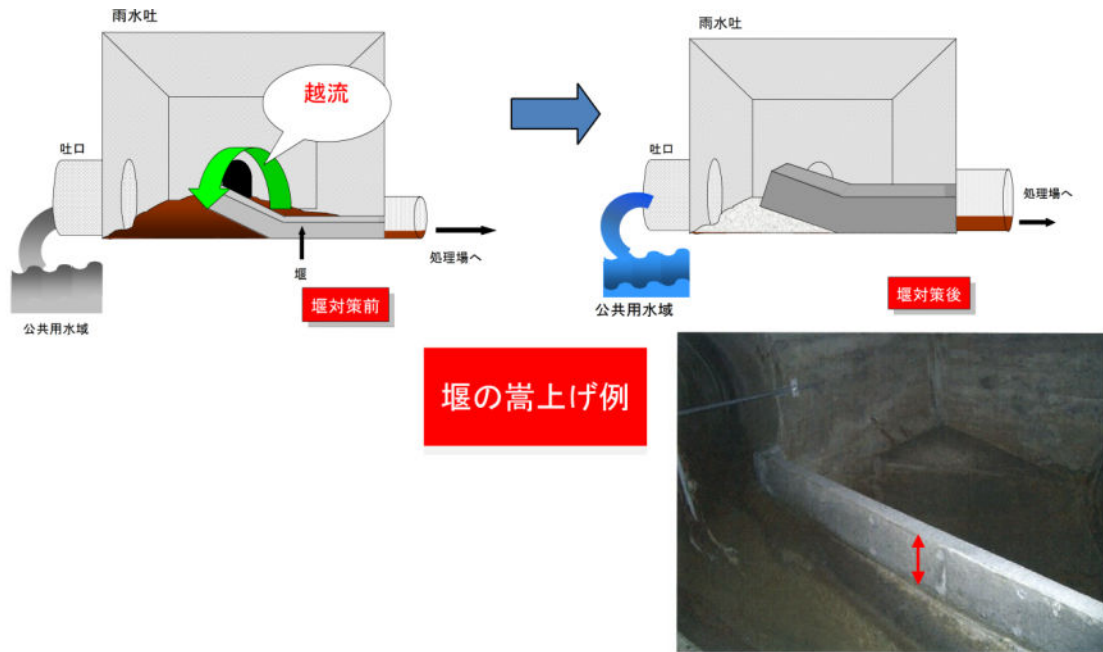 雨水吐
越流
吐口
処理場へ
堰
堰対策前
公共用水域
雨水吐
吐口
処理場へ
堰対策後
公共用水域
堰の嵩上げ例